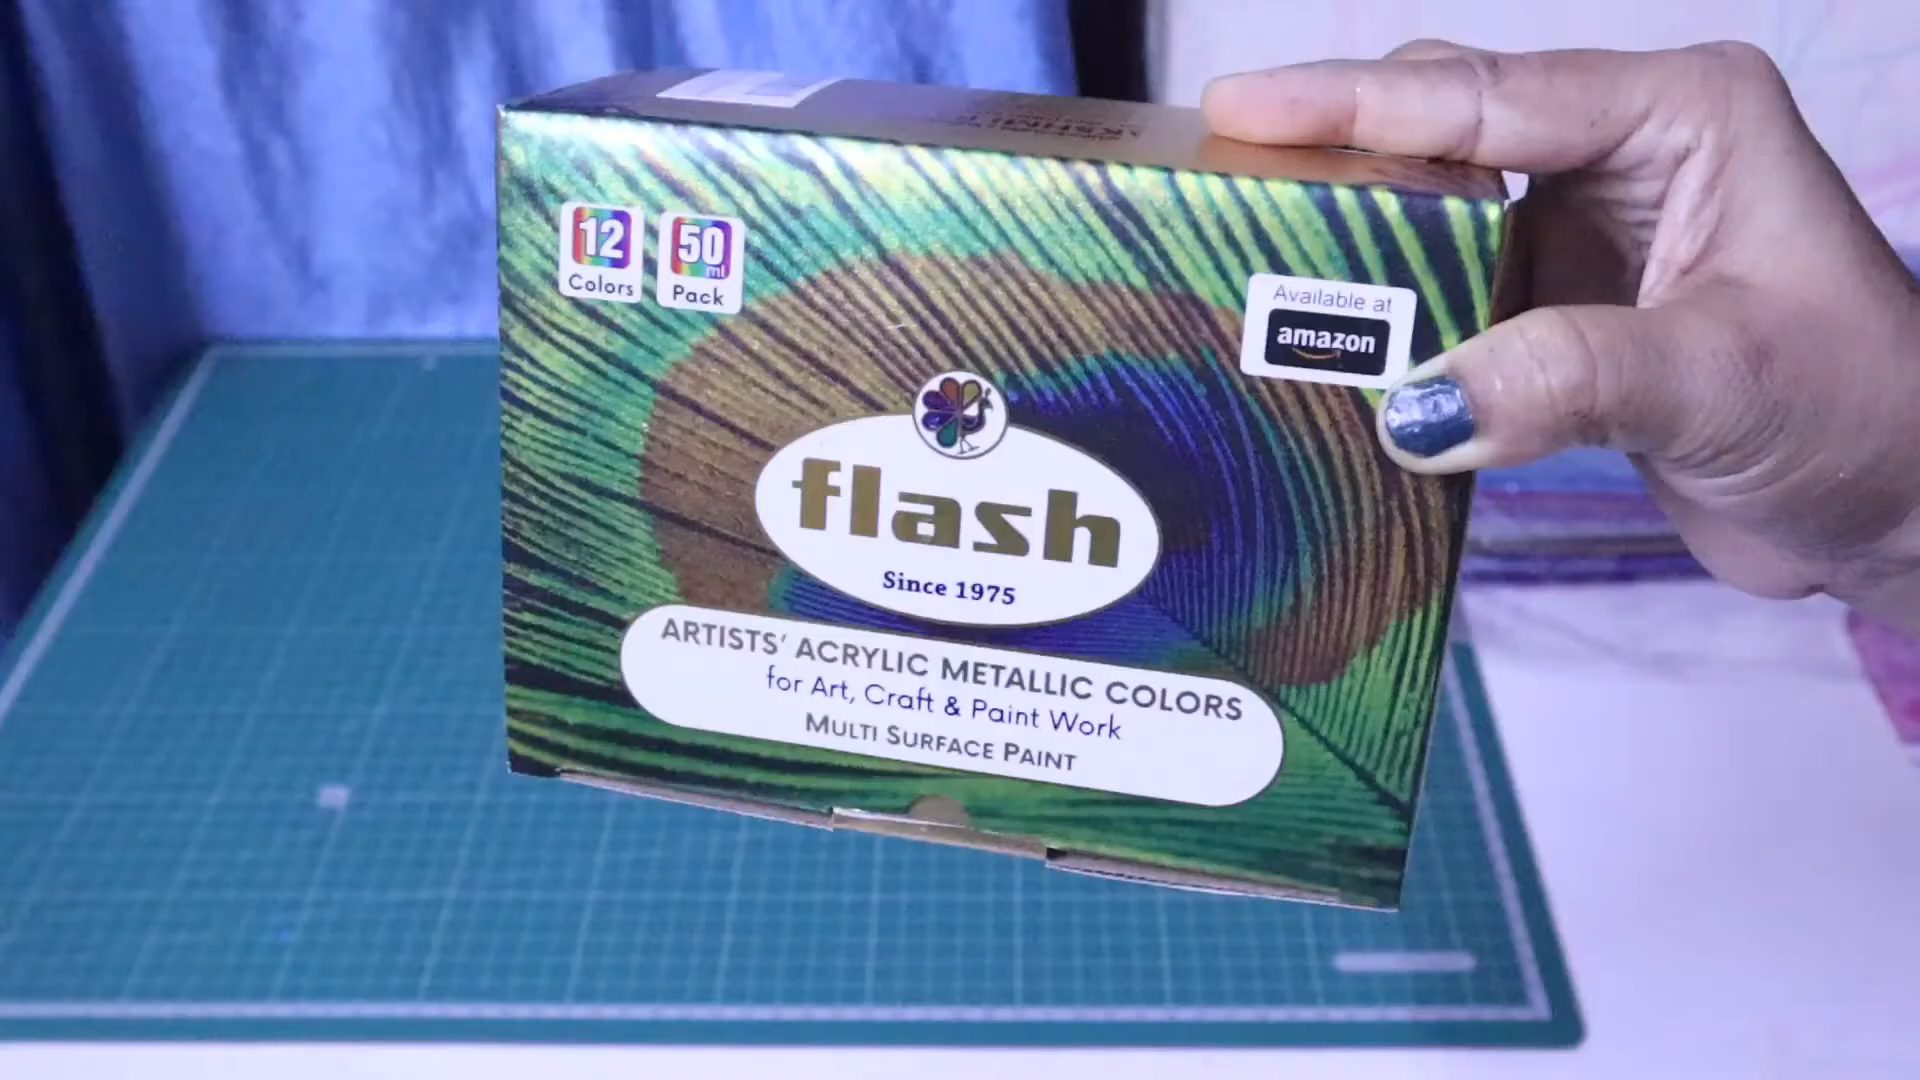 12
Colors
50
ml
Pack
Available at
amazon
flash
Since 1975
ARTISTS' ACRYLIC METALLIC COLORS
for Art, Craft & Paint Work
MULTI SURFACE PAINT